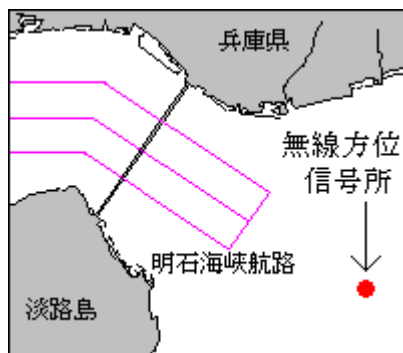 兵庫県
無線方位
信号所
明石海峡航路
淡路島